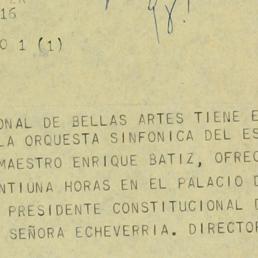 16
O 1 (1)
ONAL DE BELLAS ARTES TIENE E
LA ORQUESTA SINFONICA DEL ES
MAESTRO ENRIQUE BATIZ, OFREC
NTIUNA HORAS EN EL PALACIO D
PRESIDENTE CONSTITUCIONAL D
SEÑORA ECHEVERRIA. DIRECTOR